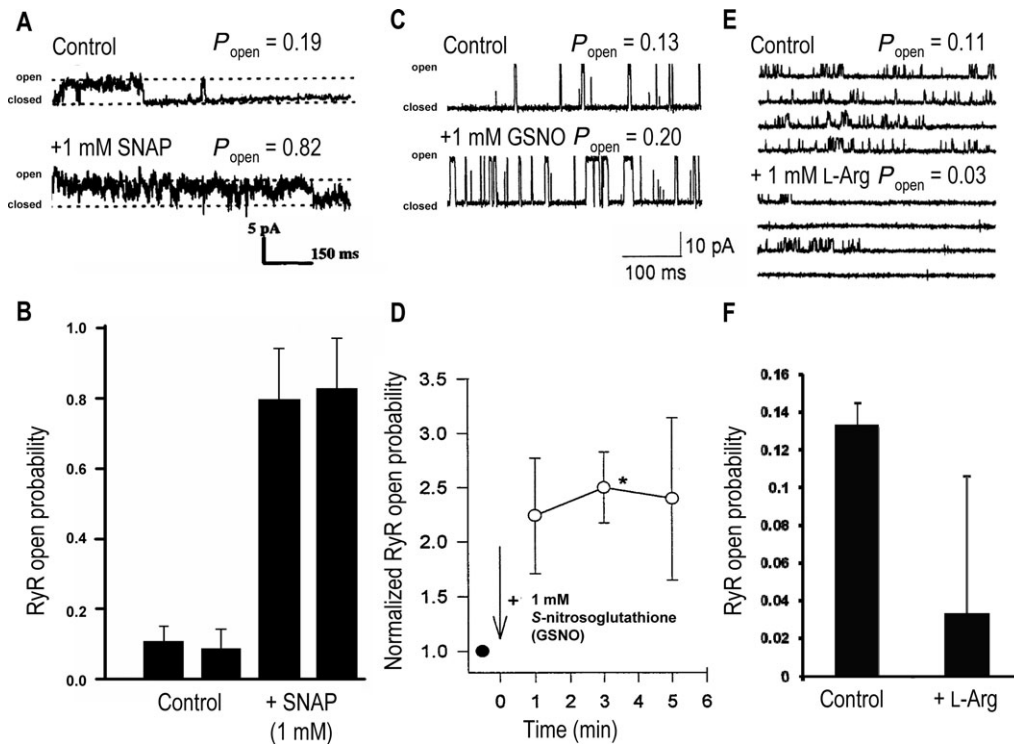 A
Control
P open = 0.19
open
closed
+1 mM SNAP
P open = 0.82
open
closed
5 pA
150 ms
B
1.0
0.8
0.6
0.4
0.2
0.0
RyR open probability
Control
+ SNAP
(1 mM)
C
Control
P open = 0.13
open
closed
+1 mM GSNO
P open = 0.20
open
closed
10 pA
100 ms
D
3.5
3.0
2.5
2.0
1.5
1.0
Normalized RyR open probability
*
+ 1 mM
S-nitrosoglutathione
(GSNO)
0 1 2 3 4 5 6
Time (min)
E
Control
P open = 0.11
+ 1 mM L-Arg
P open = 0.03
F
0.16
0.14
0.12
0.1
0.08
0.06
0.04
0.02
0
RyR open probability
Control
+ L-Arg